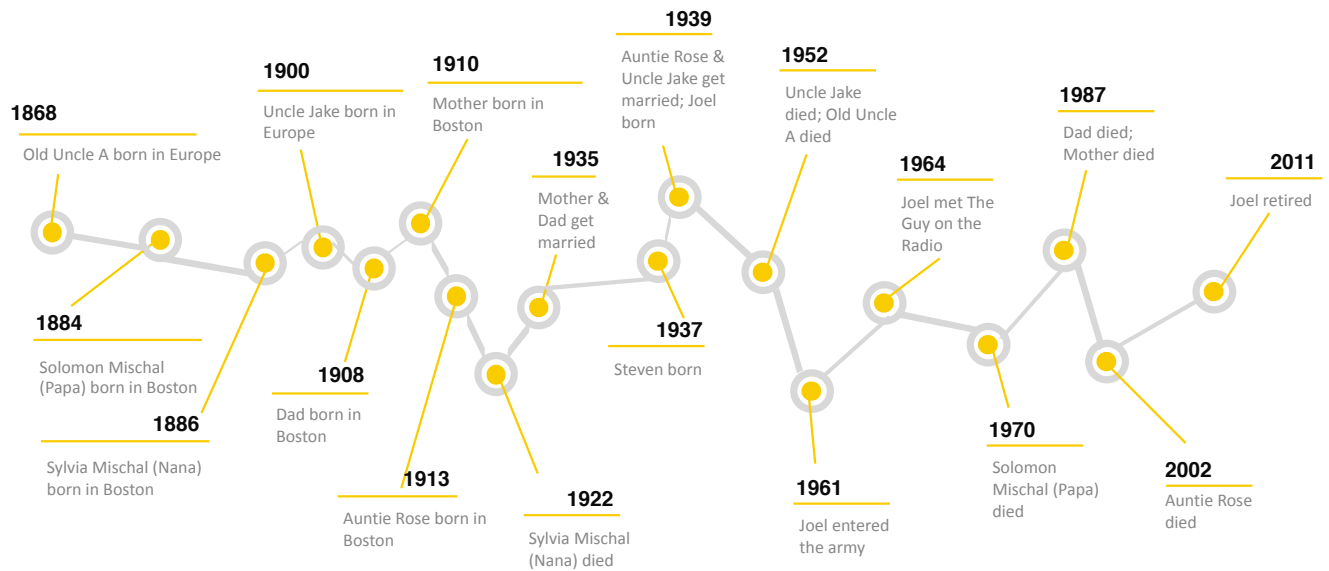 1868
Old Uncle A born in Europe
1884
Solomon Mischal
(Papa) born in Boston
1886
Sylvia Mischal (Nana)
born in Boston
1900
Uncle Jake born in
Europe
1908
Dad born in
Boston
1910
Mother born in
Boston
1913
Auntie Rose born in
Boston
1922
Sylvia Mischal
(Nana) died
1935
Mother &
Dad get
married
1937
Steven born
1939
Auntie Rose &
Uncle Jake get
married; Joel
born
1952
Uncle Jake
died; Old Uncle
A died
1961
Joel entered
the army
1964
Joel met The
Guy on the
Radio
1970
Solomon
Mischal (Papa)
died
1987
Dad died;
Mother died
2002
Auntie Rose
died
2011
Joel retired